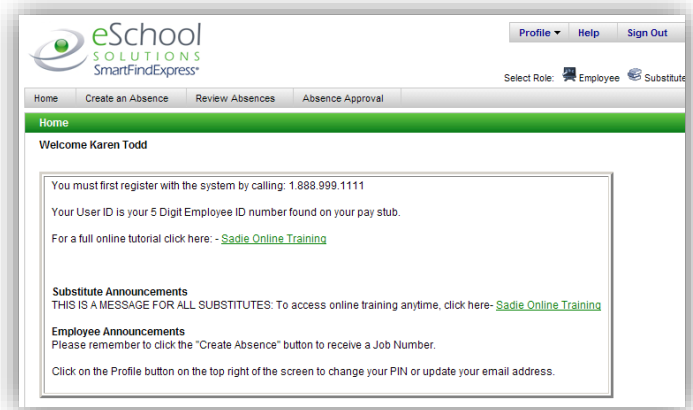 eSchool
SOLUTIONS
SmartFindExpress
Profile Help Sign Out
Select Role: Employee Substitute
Home Create an Absence Review Absences Absence Approval
Home
Welcome Karen Todd
You must first register with the system by calling: 1.888.999.1111
Your User ID is your 5 Digit Employee ID number found on your pay stub.
For a full online tutorial click here: - Sadie Online Training
Substitute Announcements
THIS IS A MESSAGE FOR ALL SUBSTITUTES: To access online training anytime, click here- Sadie Online Training
Employee Announcements
Please remember to click the "Create Absence" button to receive a Job Number.
Click on the Profile button on the top right of the screen to change your PIN or update your email address.